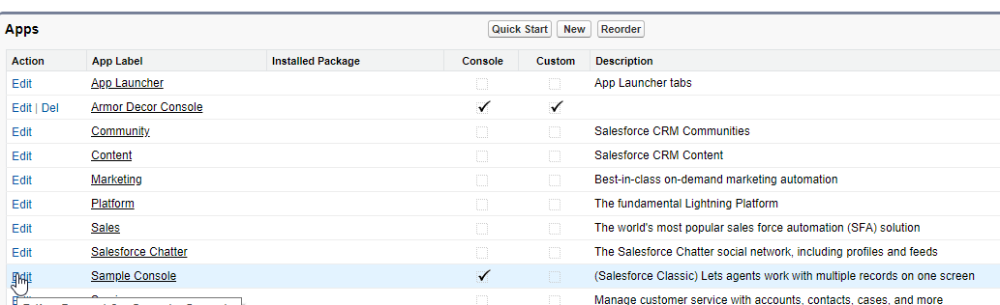 Apps Quick Start New Reorder
Action App Label Installed Package Console Custom Description
Edit App Launcher App Launcher tabs
Edit | Del Armor Decor Console
Edit Community Salesforce CRM Communities
Edit Content Salesforce CRM Content
Edit Marketing Best-in-class on-demand marketing automation
Edit Platform The fundamental Lightning Platform
Edit Sales The world's most popular sales force automation (SFA) solution
Edit Salesforce Chatter The Salesforce Chatter social network, including profiles and feeds
Edit Sample Console (Salesforce Classic) Lets agents work with multiple records on one screen
Manage customer service with accounts, contacts, cases, and more